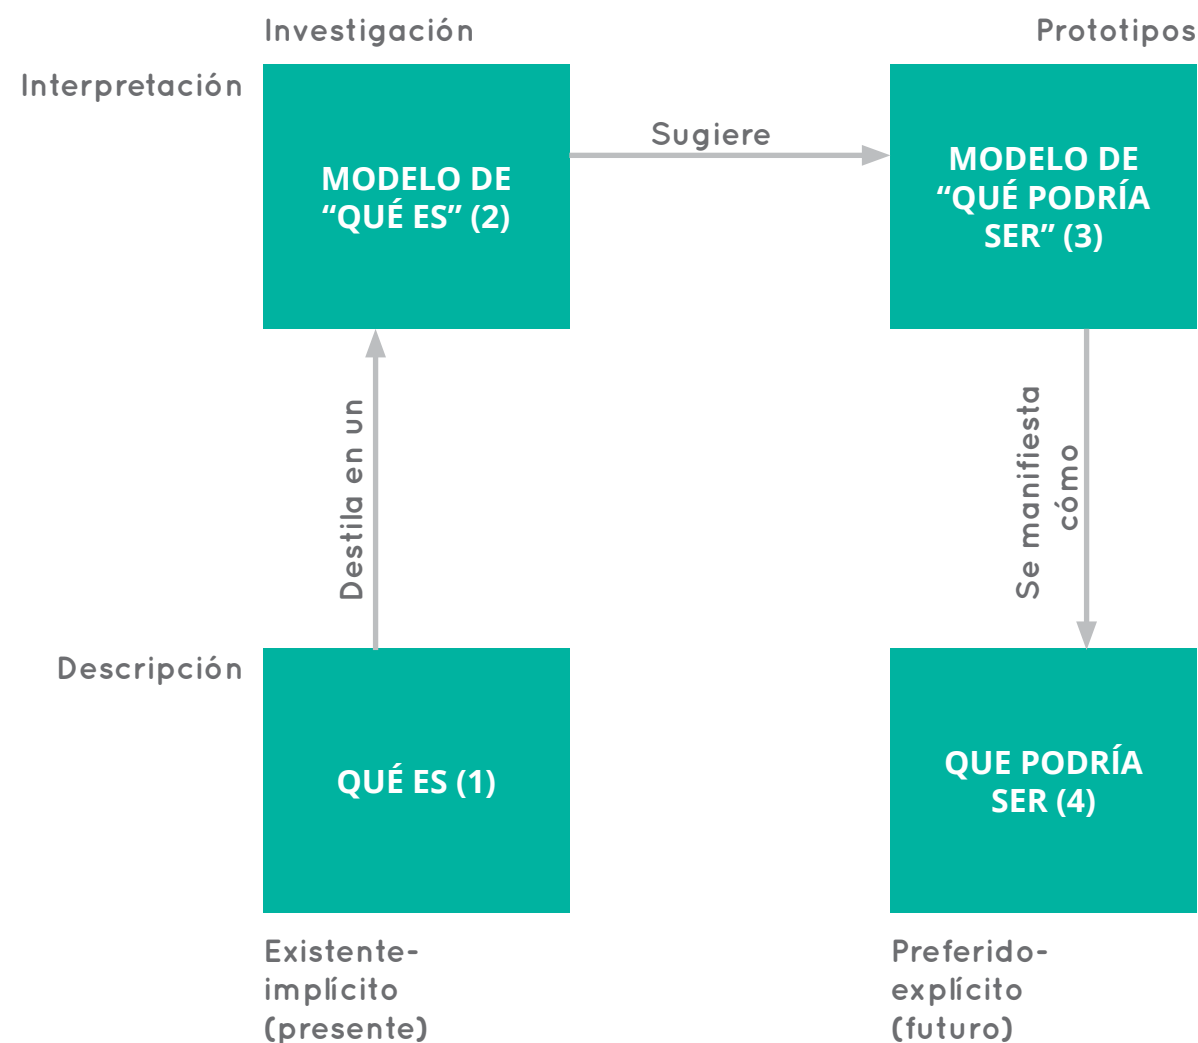 Investigación
Prototipos
Interpretación
MODELO DE
“QUÉ ES” (2)
Sugiere
MODELO DE
“QUÉ PODRÍA
SER” (3)
Destila en un
Se manifiesta
cómo
Descripción
QUÉ ES (1)
QUE PODRÍA
SER (4)
Existente-
implícito
(presente)
Preferido-
explícito
(futuro)